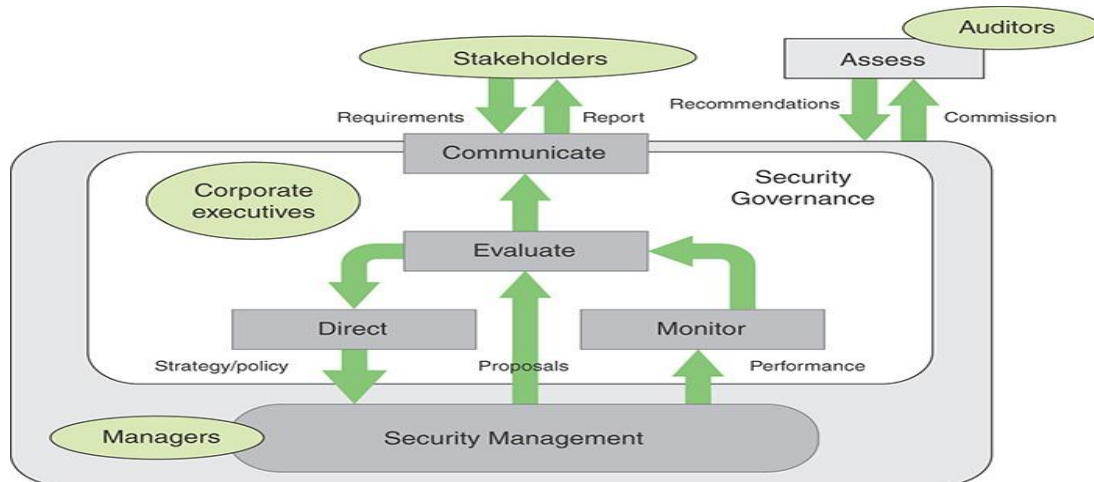 Auditors
Stakeholders
Assess
Requirements
Report
Recommendations
Commission
Communicate
Corporate
executives
Security
Governance
Evaluate
Direct
Monitor
Strategy/policy
Proposals
Performance
Managers
Security Management